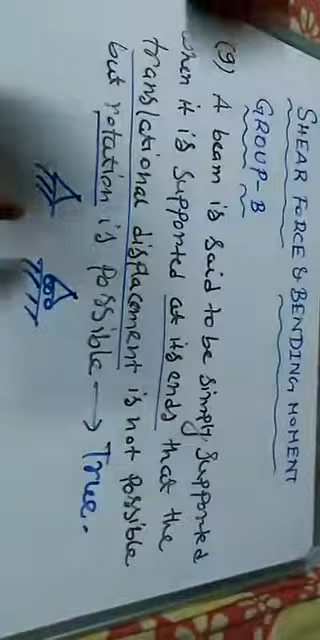 SHEAR FORCE & BENDING MOMENT
GROUP-B
(9) A beam is said to be simply supported
when it is supported at its ends that the
translational displacement is not possible
but rotation is possible → True.